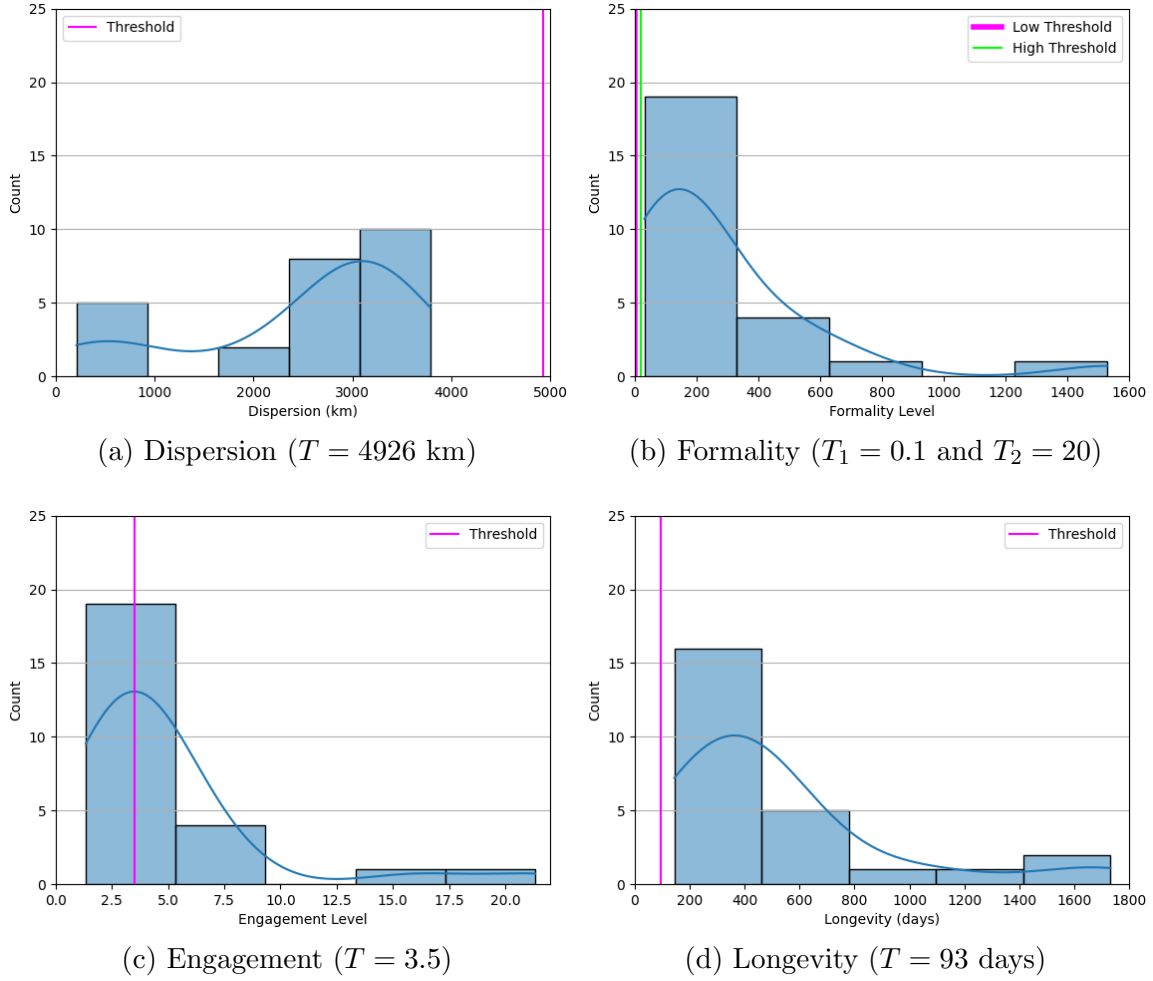 25
20
15
10
5
0
Count
Threshold
0 1000 2000 3000 4000 5000
Dispersion (km)
(a) Dispersion (T = 4926 km)
25
20
15
10
5
0
Count
Low Threshold
High Threshold
0 200 400 600 800 1000 1200 1400 1600
Formality Level
(b) Formality (T₁ = 0.1 and T₂ = 20)
25
20
15
10
5
0
Count
Threshold
0.0 2.5 5.0 7.5 10.0 12.5 15.0 17.5 20.0
Engagement Level
(c) Engagement (T = 3.5)
25
20
15
10
5
0
Count
Threshold
0 200 400 600 800 1000 1200 1400 1600 1800
Longevity (days)
(d) Longevity (T = 93 days)